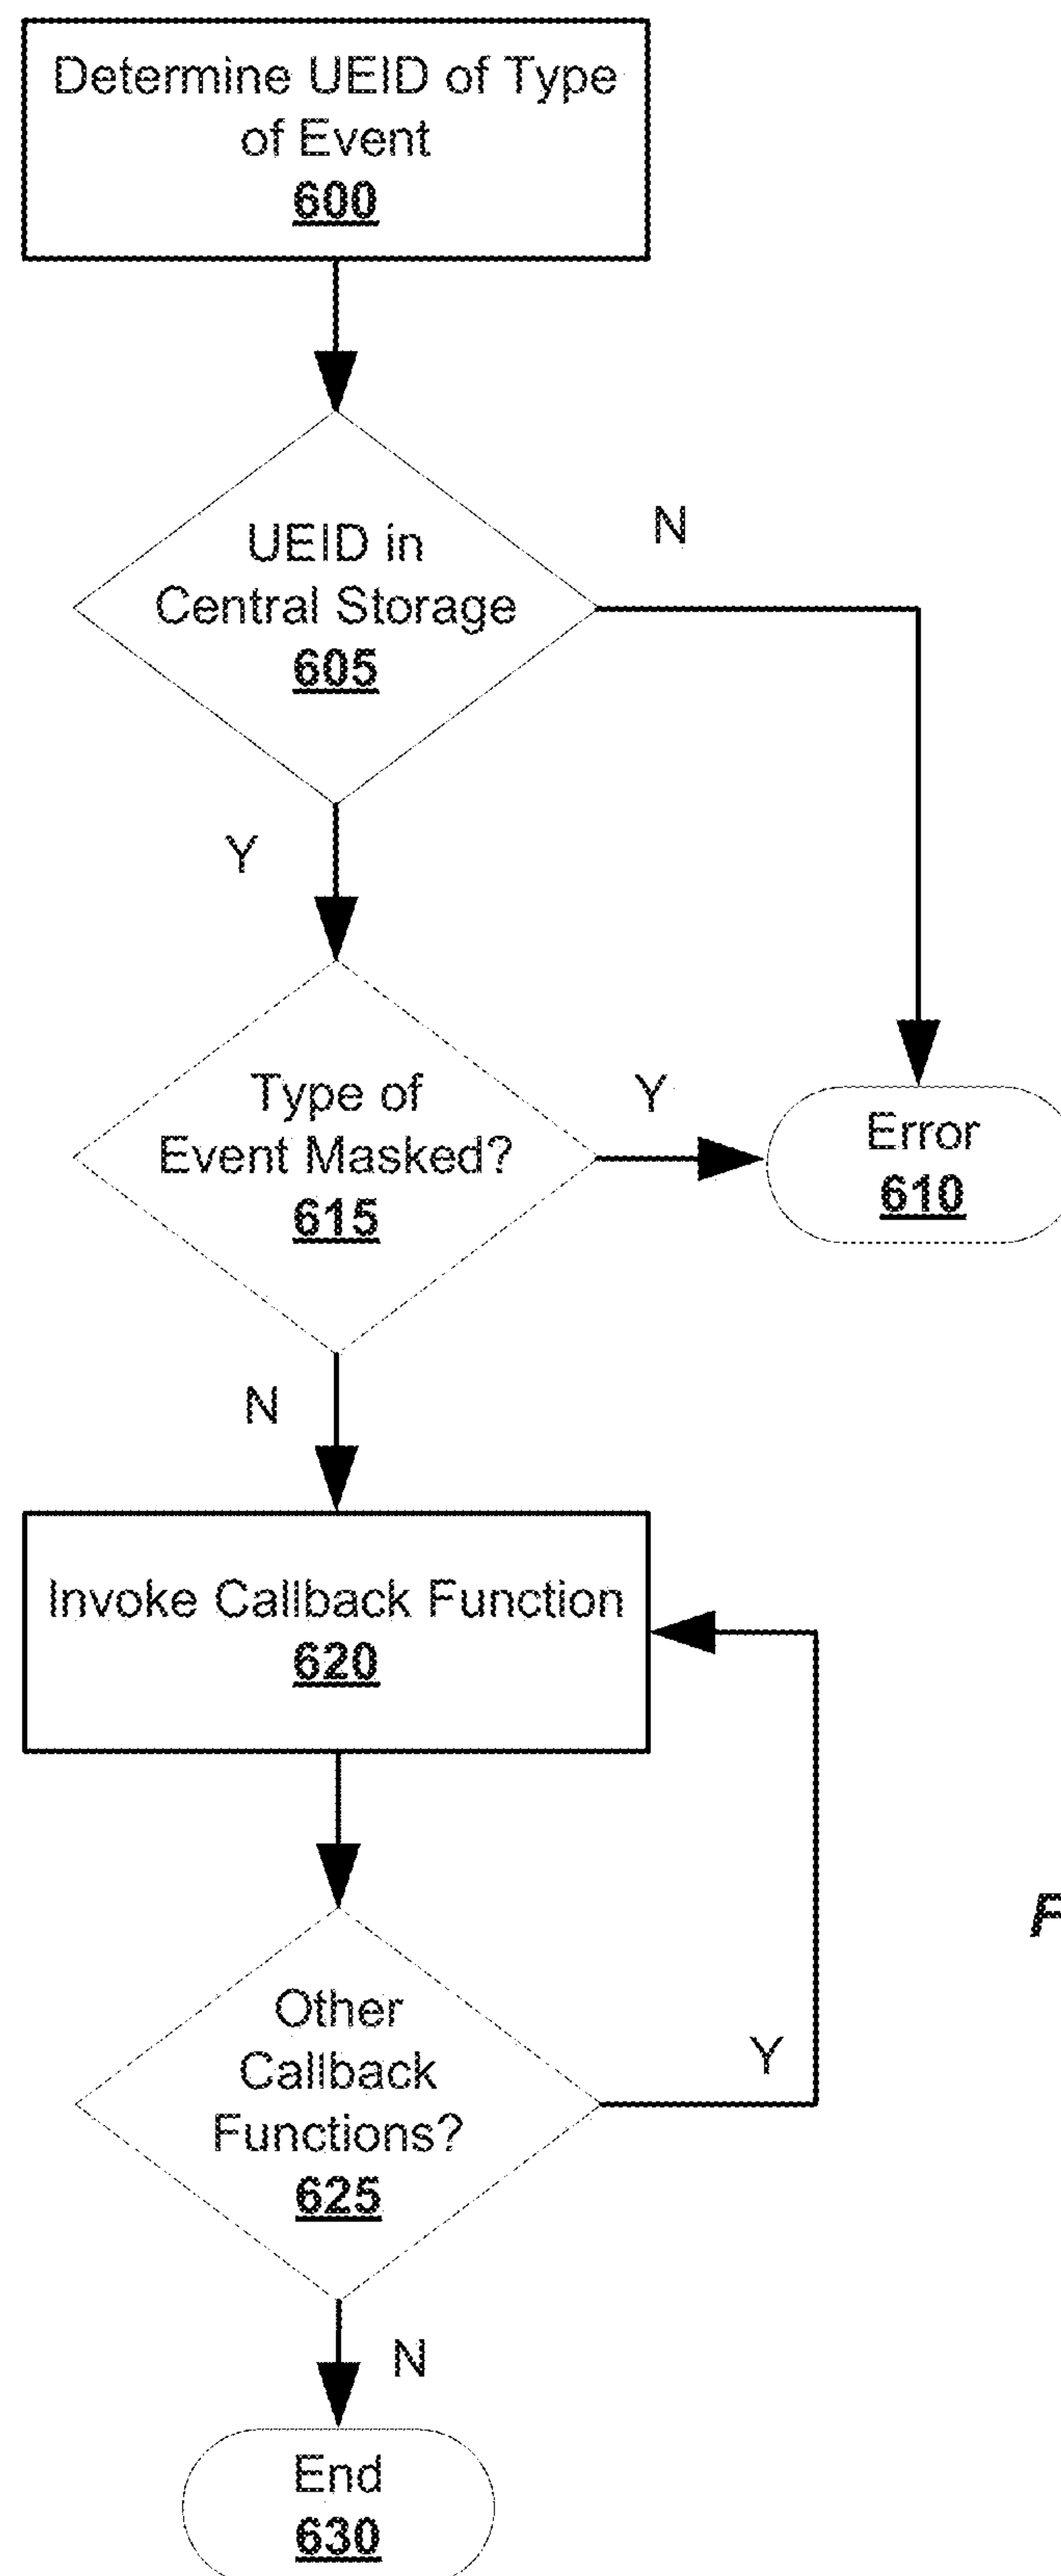 Determine UEID of Type
of Event
600
UEID in
Central Storage
605
N
Y
Type of
Event Masked?
615
Y
Error
610
N
Invoke Callback Function
620
Other
Callback
Functions?
625
Y
N
End
630